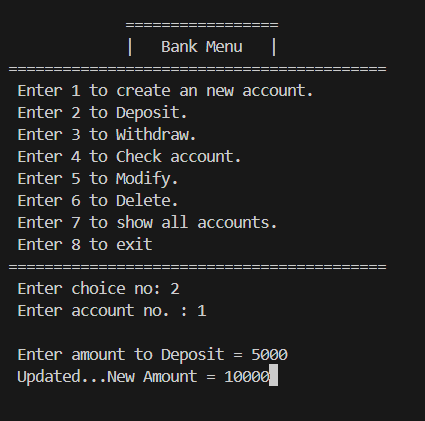 =================
|   Bank Menu   |
==========================================
Enter 1 to create an new account.
Enter 2 to Deposit.
Enter 3 to Withdraw.
Enter 4 to Check account.
Enter 5 to Modify.
Enter 6 to Delete.
Enter 7 to show all accounts.
Enter 8 to exit
==========================================
Enter choice no: 2
Enter account no. : 1
Enter amount to Deposit = 5000
Updated...New Amount = 10000